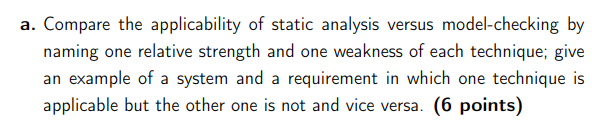 a. Compare the applicability of static analysis versus model-checking by
naming one relative strength and one weakness of each technique; give
an example of a system and a requirement in which one technique is
applicable but the other one is not and vice versa. (6 points)